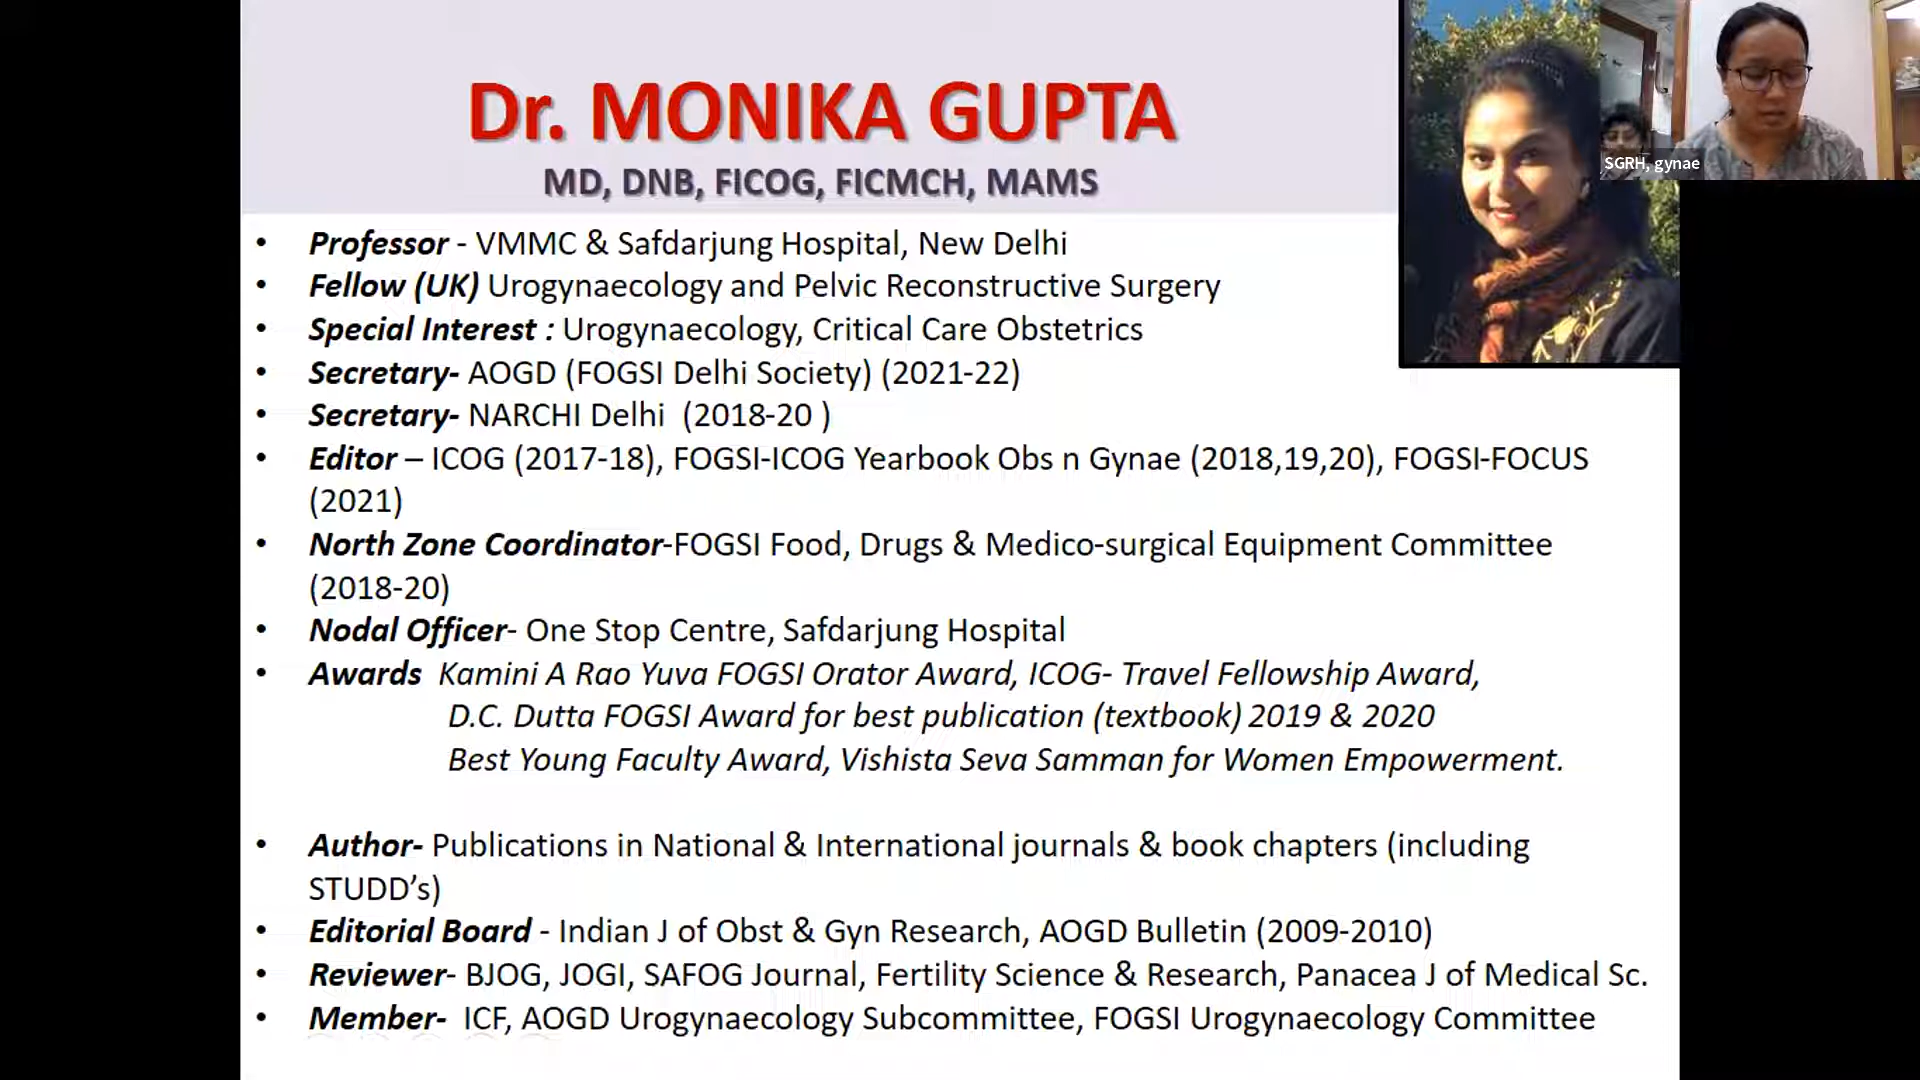 Dr. MONIKA GUPTA
MD, DNB, FICOG, FICMCH, MAMS
SGRH, gynae
• Professor - VMMC & Safdarjung Hospital, New Delhi
• Fellow (UK) Urogynaecology and Pelvic Reconstructive Surgery
• Special Interest : Urogynaecology, Critical Care Obstetrics
• Secretary- AOGD (FOGSI Delhi Society) (2021-22)
• Secretary- NARCHI Delhi (2018-20 )
• Editor – ICOG (2017-18), FOGSI-ICOG Yearbook Obs n Gynae (2018,19,20), FOGSI-FOCUS
(2021)
• North Zone Coordinator-FOGSI Food, Drugs & Medico-surgical Equipment Committee
(2018-20)
• Nodal Officer- One Stop Centre, Safdarjung Hospital
• Awards Kamini A Rao Yuva FOGSI Orator Award, ICOG- Travel Fellowship Award,
D.C. Dutta FOGSI Award for best publication (textbook) 2019 & 2020
Best Young Faculty Award, Vishista Seva Samman for Women Empowerment.
• Author- Publications in National & International journals & book chapters (including
STUDD’s)
• Editorial Board - Indian J of Obst & Gyn Research, AOGD Bulletin (2009-2010)
• Reviewer- BJOG, JOGI, SAFOG Journal, Fertility Science & Research, Panacea J of Medical Sc.
• Member- ICF, AOGD Urogynaecology Subcommittee, FOGSI Urogynaecology Committee